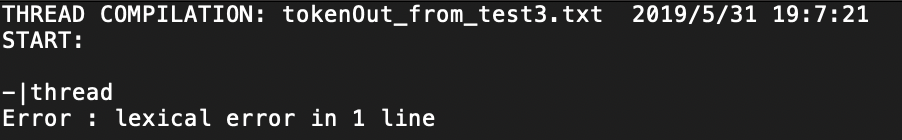 THREAD COMPILATION: tokenOut_from_test3.txt  2019/5/31 19:7:21
START:

-|thread
Error : lexical error in 1 line